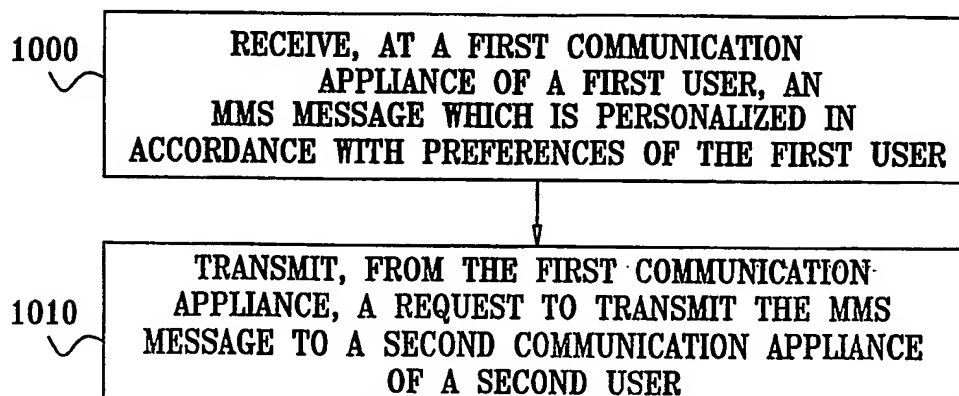 1000
RECEIVE, AT A FIRST COMMUNICATION
APPLIANCE OF A FIRST USER, AN
MMS MESSAGE WHICH IS PERSONALIZED IN
ACCORDANCE WITH PREFERENCES OF THE FIRST USER
1010
TRANSMIT, FROM THE FIRST COMMUNICATION
APPLIANCE, A REQUEST TO TRANSMIT THE MMS
MESSAGE TO A SECOND COMMUNICATION APPLIANCE
OF A SECOND USER